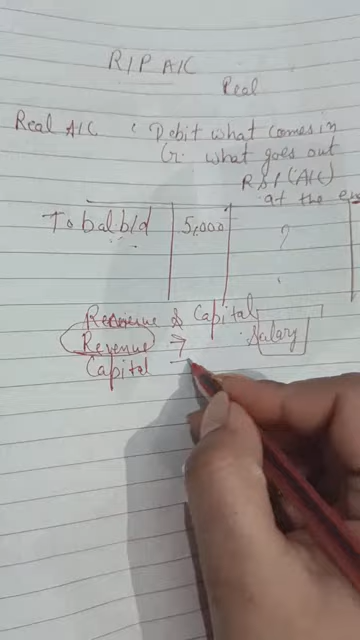 R/P A/C
Real
Real A/C : Debit what comes in
Cr. what goes out
R&P (A/C)
at the en
To bal b/d 5,000 ?
Revenue & Capital
Revenue → Salary
Capital